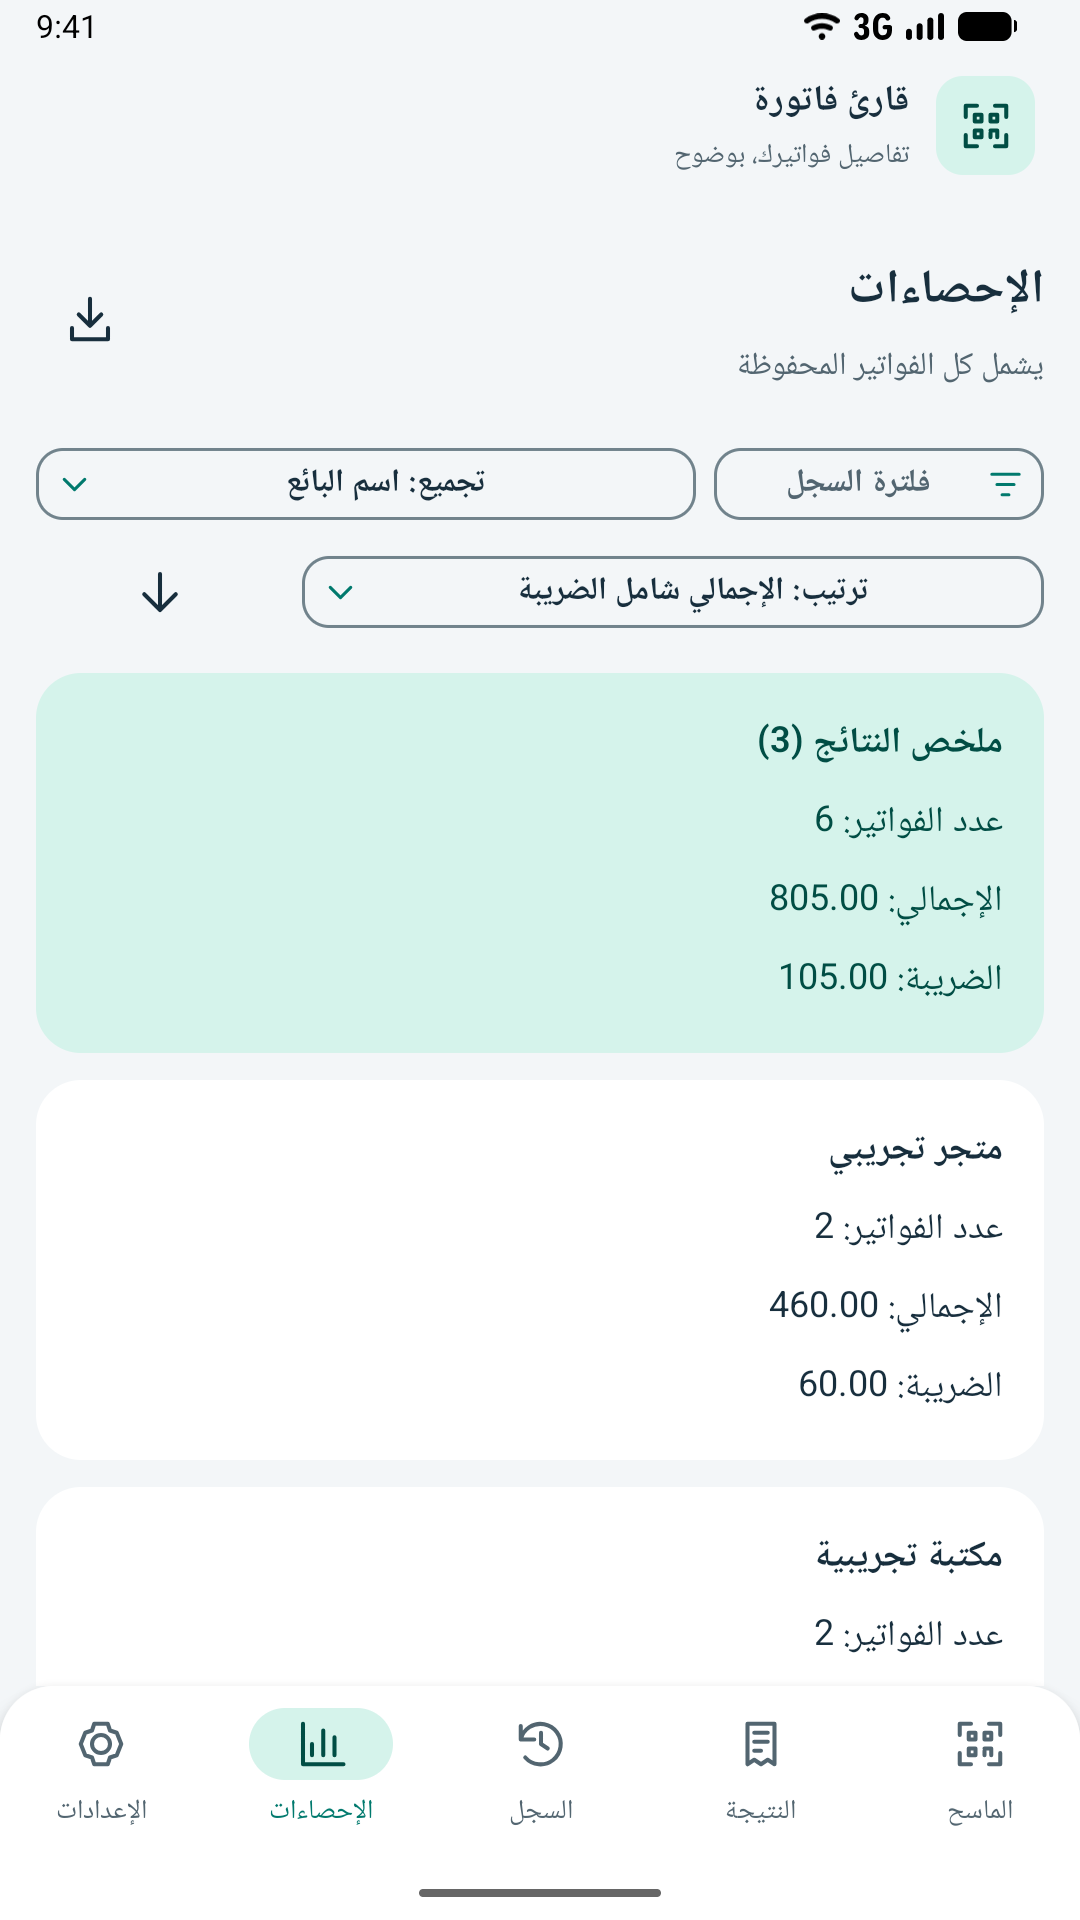 9:41
3G
قارئ فاتورة
تفاصيل فواتيرك، بوضوح
الإحصاءات
يشمل كل الفواتير المحفوظة
فلترة السجل
تجميع: اسم البائع
ترتيب: الإجمالي شامل الضريبة
ملخص النتائج (3)
عدد الفواتير: 6
الإجمالي: 805.00
الضريبة: 105.00
متجر تجريبي
عدد الفواتير: 2
الإجمالي: 460.00
الضريبة: 60.00
مكتبة تجريبية
عدد الفواتير: 2
الماسح
النتيجة
السجل
الإحصاءات
الإعدادات